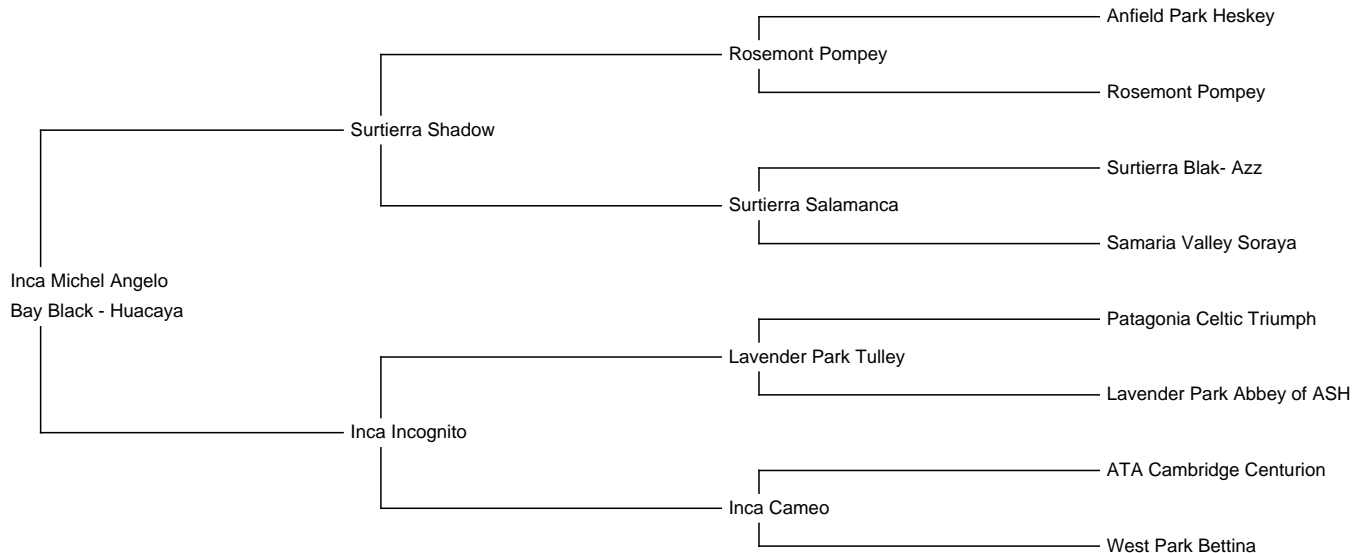 Anfield Park Heskey
Rosemont Pompey
Rosemont Pompey
Surtierra Shadow
Surtierra Blak- Azz
Surtierra Salamanca
Samaria Valley Soraya
Inca Michel Angelo
Bay Black - Huacaya
Patagonia Celtic Triumph
Lavender Park Tulley
Lavender Park Abbey of ASH
Inca Incognito
ATA Cambridge Centurion
Inca Cameo
West Park Bettina